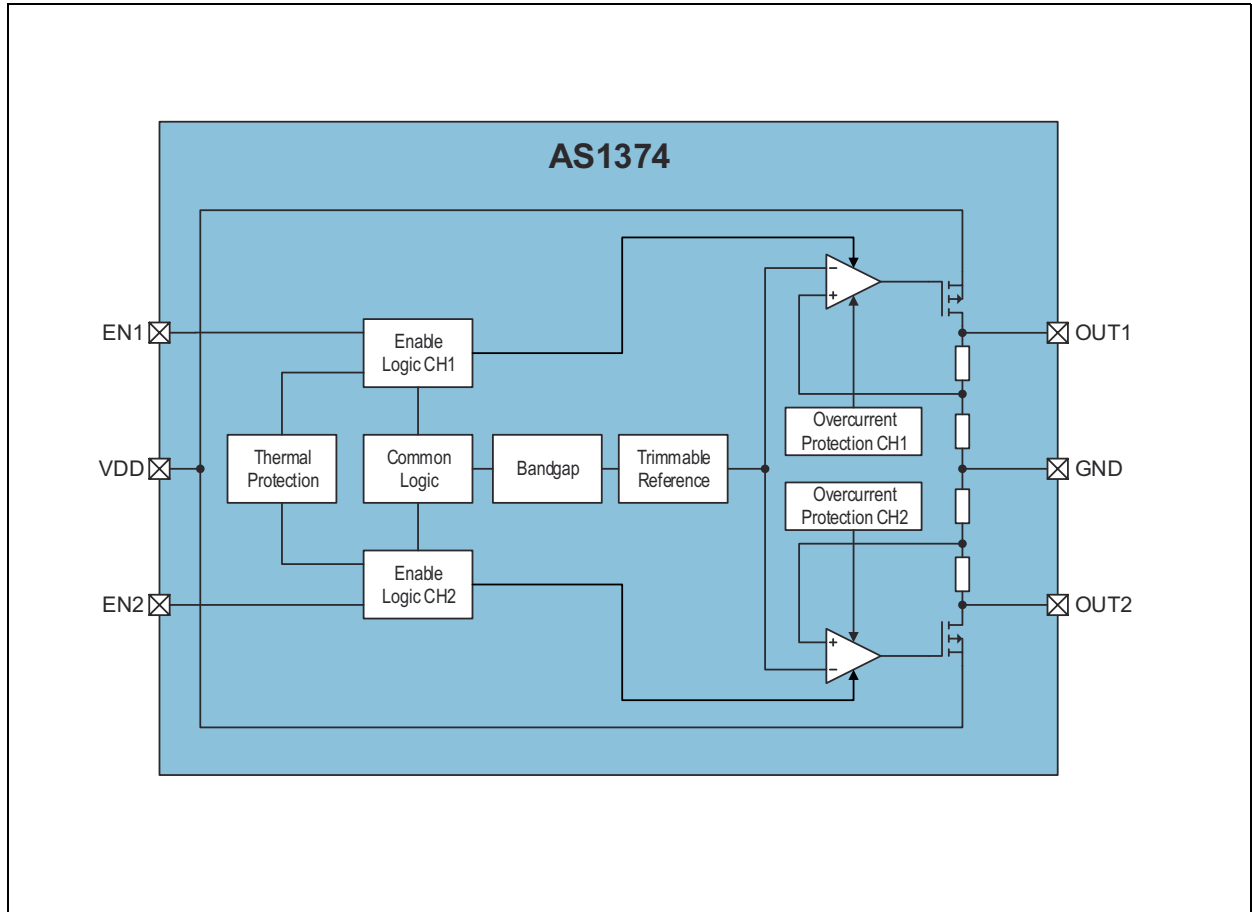 AS1374
EN1
Enable
Logic CH1
OUT1
Overcurrent
Protection CH1
VDD
Thermal
Protection
Common
Logic
Bandgap
Trimmable
Reference
GND
Overcurrent
Protection CH2
Enable
Logic CH2
EN2
OUT2
−
+
+
−